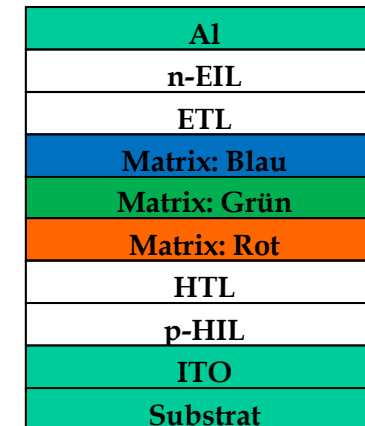 Al
n-EIL
ETL
Matrix: Blau
Matrix: Grün
Matrix: Rot
HTL
p-HIL
ITO
Substrat